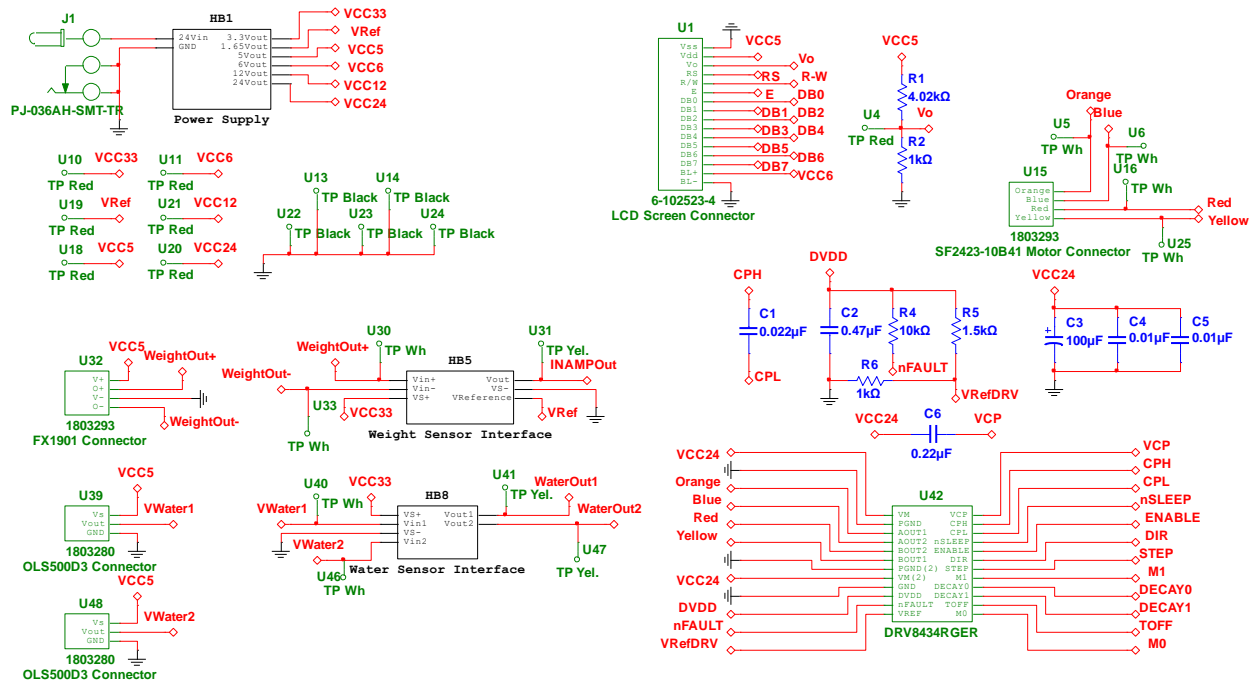 J1
PJ-036AH-SMT-TR
HB1
24Vin
GND
3.3Vout
1.65Vout
5Vout
6Vout
12Vout
24Vout
Power Supply
VCC33
VRef
VCC5
VCC6
VCC12
VCC24
U10 VCC33
TP Red
U11 VCC6
TP Red
U19 VRef
TP Red
U21 VCC12
TP Red
U18 VCC5
TP Red
U20 VCC24
TP Red
U13
TP Black
U14
TP Black
U22
TP Black
U23
TP Black
U24
TP Black
U1
Vss
Vdd
Vo
RS
R/W
E
DB0
DB1
DB2
DB3
DB4
DB5
DB6
DB7
BL+
BL-
VCC5
Vo
RS R-W
E DB0
DB1 DB2
DB3 DB4
DB5
DB6
DB7
VCC6
6-102523-4
LCD Screen Connector
VCC5
R1
4.02kΩ
U4
TP Red
Vo
R2
1kΩ
Orange
Blue
U5
TP Wh
U6
TP Wh
U15
U16
TP Wh
Orange
Blue
Red
Yellow
Red
Yellow
1803293
U25
TP Wh
SF2423-10B41 Motor Connector
CPH
C1
0.022µF
CPL
DVDD
C2
0.47µF
R4
10kΩ
R5
1.5kΩ
R6
1kΩ
nFAULT
VRefDRV
VCC24
C3
100µF
C4
0.01µF
C5
0.01µF
VCC24
C6
VCP
0.22µF
U32
VCC5
WeightOut+
V+
O+
V-
O-
WeightOut-
1803293
FX1901 Connector
WeightOut+
U30
TP Wh
WeightOut-
U33
TP Wh
VCC33
HB5
Vin+
Vin-
VS+
Vout
VS-
VReference
Weight Sensor Interface
U31
TP Yel.
INAMPOut
VRef
VCC5
U39
VWater1
Vs
Vout
GND
1803280
OLS500D3 Connector
VCC5
U48
VWater2
Vs
Vout
GND
1803280
OLS500D3 Connector
U40
TP Wh
VCC33
VWater1
VWater2
U46
TP Wh
HB8
VS+
Vin1
VS-
Vin2
Vout1
Vout2
Water Sensor Interface
U41
TP Yel.
WaterOut1
WaterOut2
U47
TP Yel.
VCC24
Orange
Blue
Red
Yellow
VCC24
DVDD
nFAULT
VRefDRV
U42
VM
PGND
AOUT1
AOUT2
BOUT2
BOUT1
PGND(2)
VM(2)
GND
DVDD
nFAULT
VREF
VCP
CPH
CPL
nSLEEP
ENABLE
DIR
STEP
M1
DECAY0
DECAY1
TOFF
M0
DRV8434RGER
VCP
CPH
CPL
nSLEEP
ENABLE
DIR
STEP
M1
DECAY0
DECAY1
TOFF
M0